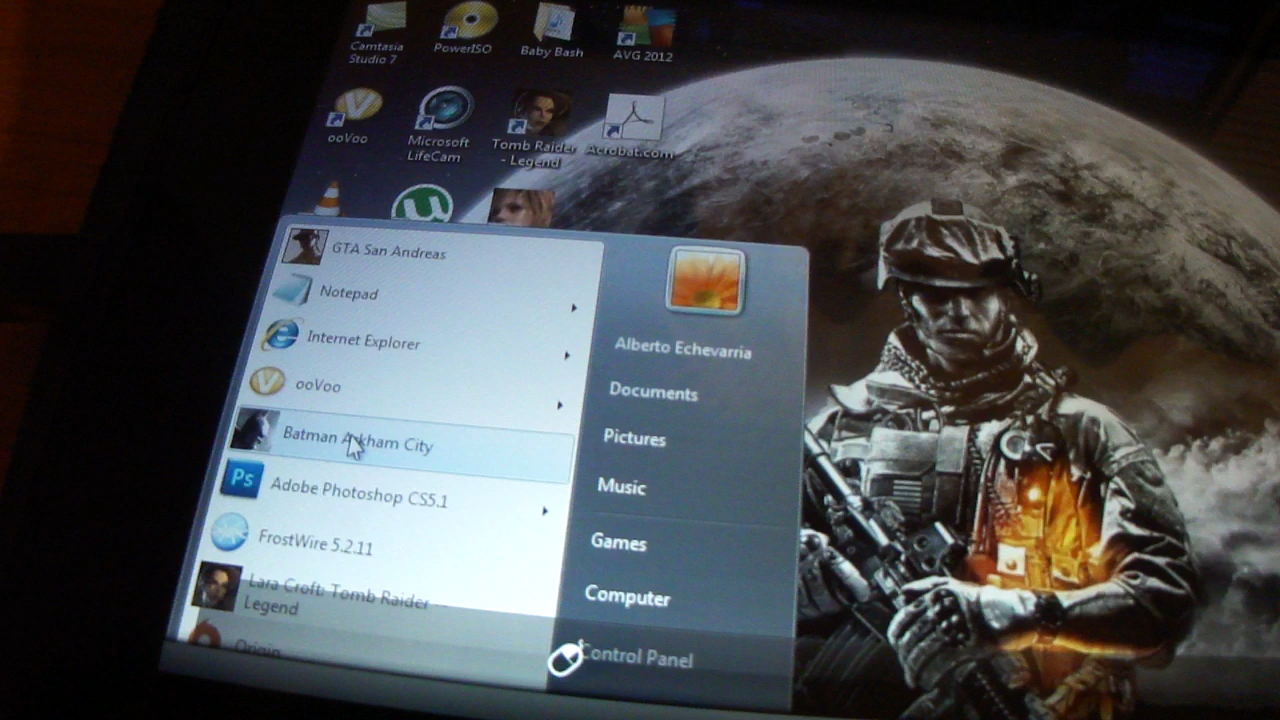 Camtasia
Studio 7
PowerISO
Baby Bash
AVG 2012
ooVoo
Microsoft
LifeCam
Tomb Raider
- Legend
Acrobat.com
GTA San Andreas
Notepad
Internet Explorer
ooVoo
Batman Arkham City
Ps
Adobe Photoshop CS5.1
FrostWire 5.2.11
Lara Croft: Tomb Raider
Legend
Origin
Alberto Echevarria
Documents
Pictures
Music
Games
Computer
Control Panel